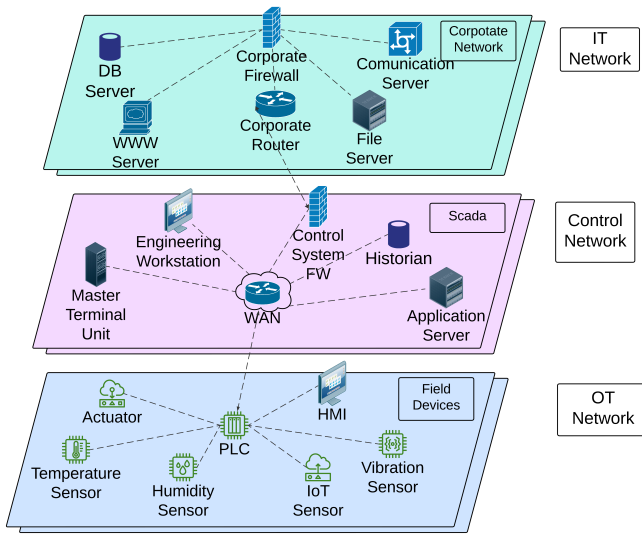 Corpotate
Network
IT
Network
DB
Server
Corporate
Firewall
Comunication
Server
WWW
Server
Corporate
Router
File
Server
Scada
Control
Network
Engineering
Workstation
Control
System
FW
Historian
Master
Terminal
Unit
WAN
Application
Server
Field
Devices
OT
Network
Actuator
HMI
PLC
Temperature
Sensor
Humidity
Sensor
IoT
Sensor
Vibration
Sensor